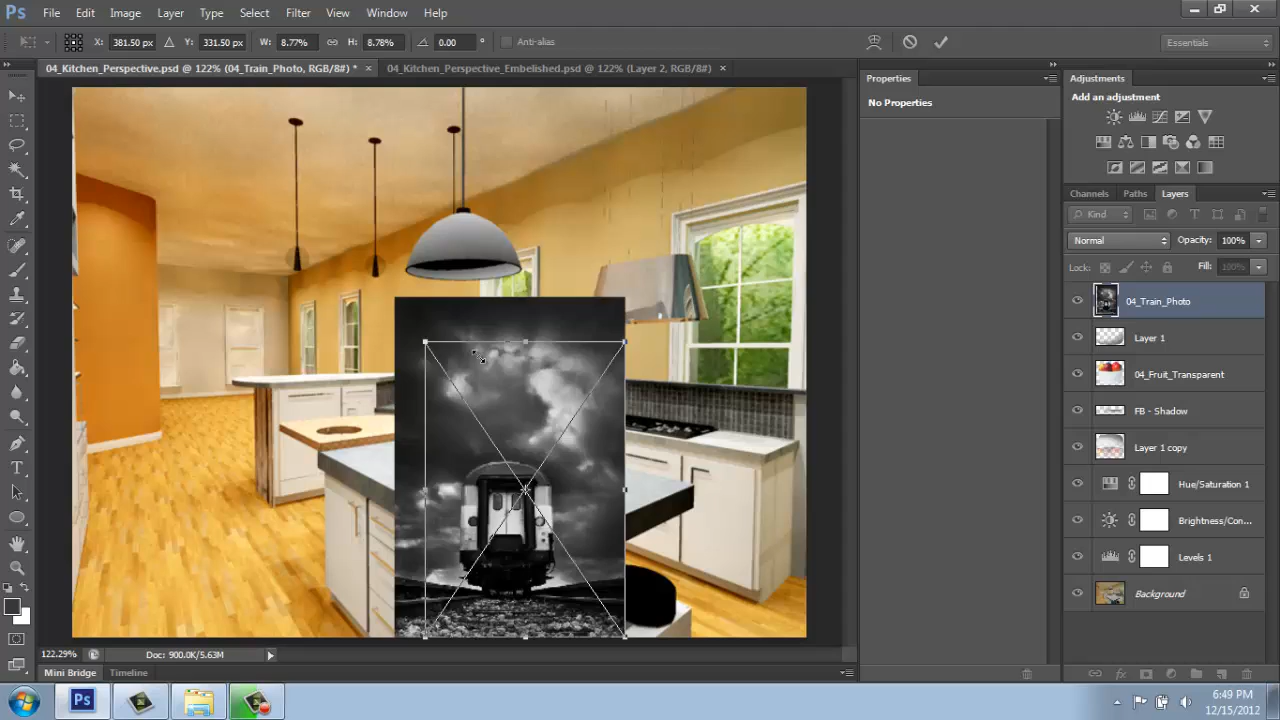 Ps File Edit Image Layer Type Select Filter View Window Help
X: 381.50 px Y: 331.50 px W: 8.77% H: 8.78% 0.00 ° Anti-alias Essentials
04_Kitchen_Perspective.psd @ 122% (04_Train_Photo, RGB/8#) * × 04_Kitchen_Perspective_Embelished.psd @ 122% (Layer 2, RGB/8#) ×
Properties
No Properties
Adjustments
Add an adjustment
Channels Paths Layers
Kind
Normal Opacity: 100%
Lock: Fill: 100%
04_Train_Photo
Layer 1
04_Fruit_Transparent
FB - Shadow
Layer 1 copy
Hue/Saturation 1
Brightness/Con...
Levels 1
Background
122.29% Doc: 900.0K/5.63M
Mini Bridge Timeline
Ps
6:49 PM
12/15/2012